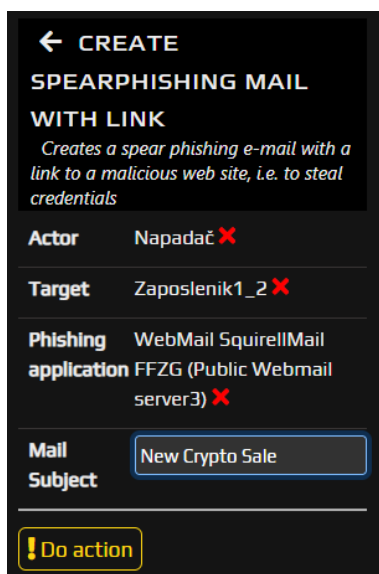 ← CREATE
SPEARPHISHING MAIL
WITH LINK
Creates a spear phishing e-mail with a
link to a malicious web site, i.e. to steal
credentials
Actor Napadač ❌
Target Zaposlenik1_2 ❌
Phishing WebMail SquirellMail
application FFZG (Public Webmail
server3) ❌
Mail New Crypto Sale
Subject
! Do action